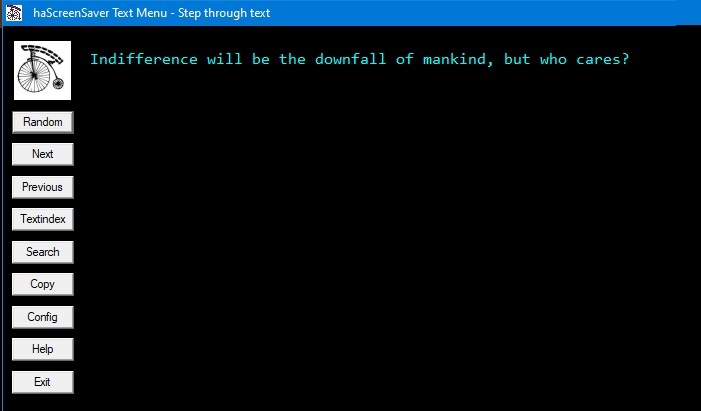 haScreenSaver Text Menu - Step through text
Indifference will be the downfall of mankind, but who cares?
Random
Next
Previous
Textindex
Search
Copy
Config
Help
Exit